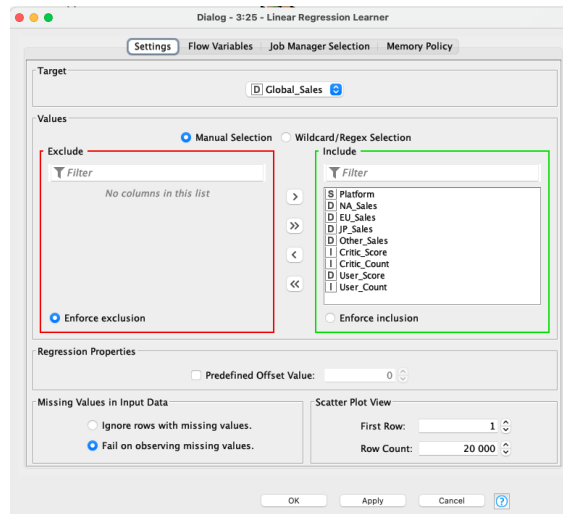 Dialog - 3:25 - Linear Regression Learner
Settings Flow Variables Job Manager Selection Memory Policy
Target
D Global_Sales
Values
Manual Selection Wildcard/Regex Selection
Exclude
Filter
No columns in this list
Enforce exclusion
>
>>
<
<<
Include
Filter
S Platform
D NA_Sales
D EU_Sales
D JP_Sales
D Other_Sales
I Critic_Score
I Critic_Count
D User_Score
I User_Count
Enforce inclusion
Regression Properties
Predefined Offset Value: 0
Missing Values in Input Data
Ignore rows with missing values.
Fail on observing missing values.
Scatter Plot View
First Row: 1
Row Count: 20 000
OK Apply Cancel ?